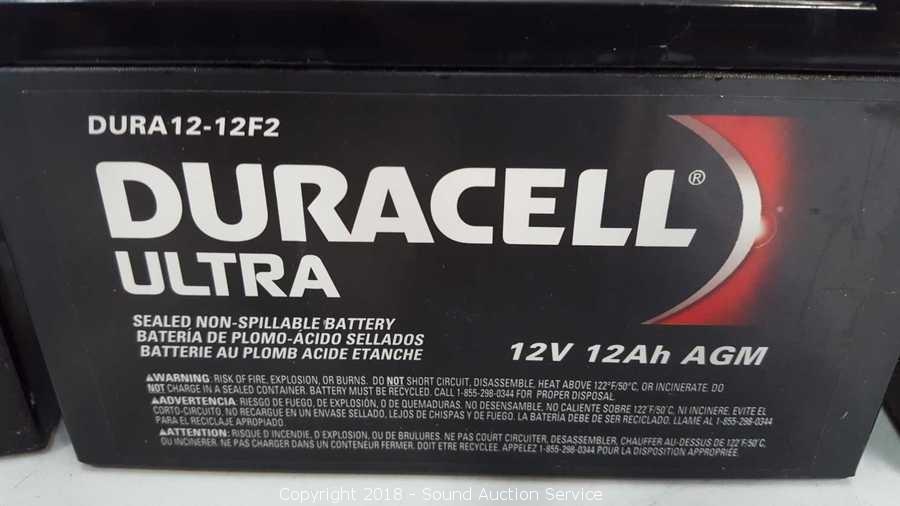 DURA12-12F2
DURACELL®
ULTRA
SEALED NON-SPILLABLE BATTERY
BATERÍA DE PLOMO-ÁCIDO SELLADOS
BATTERIE AU PLOMB ACIDE ETANCHE
12V 12Ah AGM
⚠WARNING: RISK OF FIRE, EXPLOSION, OR BURNS. DO NOT SHORT CIRCUIT, DISASSEMBLE, HEAT ABOVE 122°F/50°C, OR INCINERATE. DO
NOT CHARGE IN A SEALED CONTAINER. BATTERY MUST BE RECYCLED. CALL 1-855-298-0344 FOR PROPER DISPOSAL.
⚠ADVERTENCIA: RIESGO DE FUEGO, DE EXPLOSIÓN, O DE QUEMADURAS. NO DESENSAMBLE, NO CALIENTE SOBRE 122°F/50°C, NI INCINERE. EVITE EL
CORTO-CIRCUITO, NO RECARGUE EN UN ENVASE SELLADO, LEJOS DE CHISPAS Y DE FUEGO. LA BATERÍA DEBE DE SER RECICLADO. LLAME AL 1-855-298-0344
PARA EL RECICLAJE APROPIADO.
⚠ATTENTION: RISQUE D'INCENDIE, D'EXPLOSION, OU DE BRULURES. NE PAS COURT CIRCUITER, DESASSEMBLER, CHAUFFER AU-DESSUS DE 122°F/50°C,
OU INCINERER. NE PAS CHARGER DANS UN CONTENEUR FERMER. DOIT ETRE RECYCLEE. APPELEZ 1-855-298-0344 POUR LA DISPOSITION APPROPRIÉE.
Copyright 2018 - Sound Auction Service